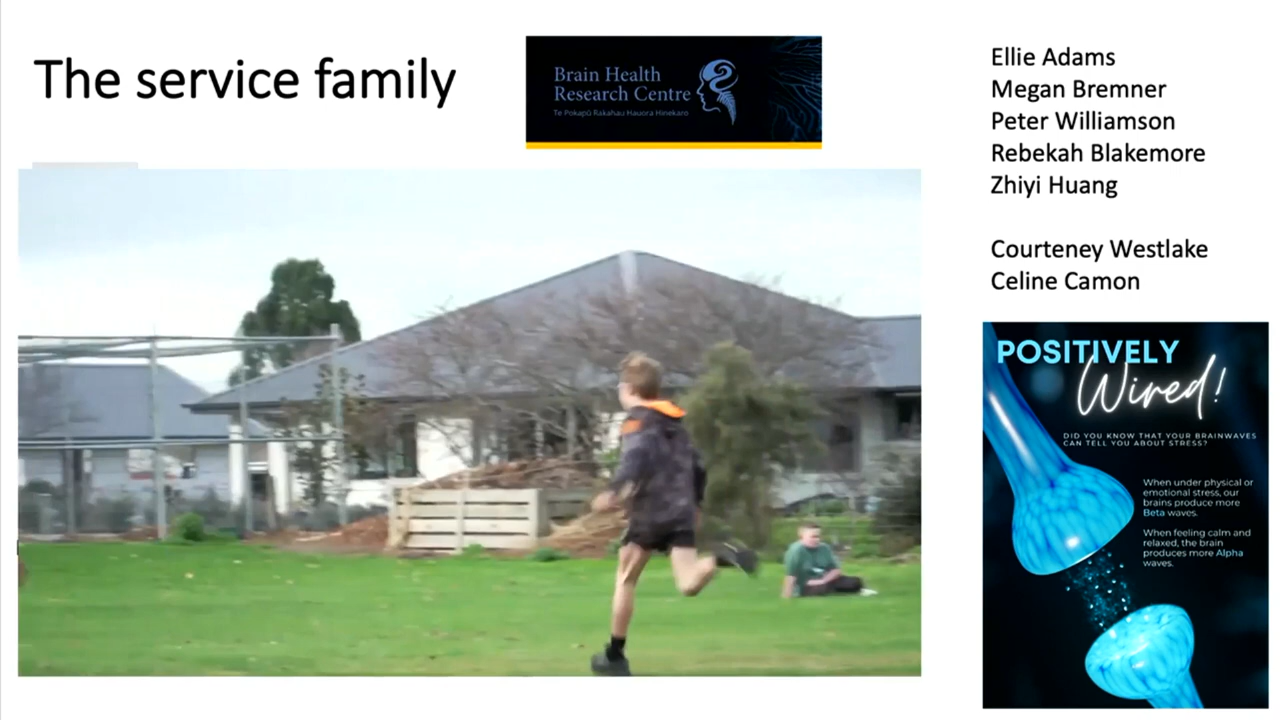 The service family
Brain Health
Research Centre
Te Pokapū Rakahau Hauora Hinekaro
Ellie Adams
Megan Bremner
Peter Williamson
Rebekah Blakemore
Zhiyi Huang
Courteney Westlake
Celine Camon
POSITIVELY
Wired!
DID YOU KNOW THAT YOUR BRAINWAVES
CAN TELL YOU ABOUT STRESS?
When under physical or
emotional stress, our
brains produce more
Beta waves.
When feeling calm and
relaxed, the brain
produces more Alpha
waves.